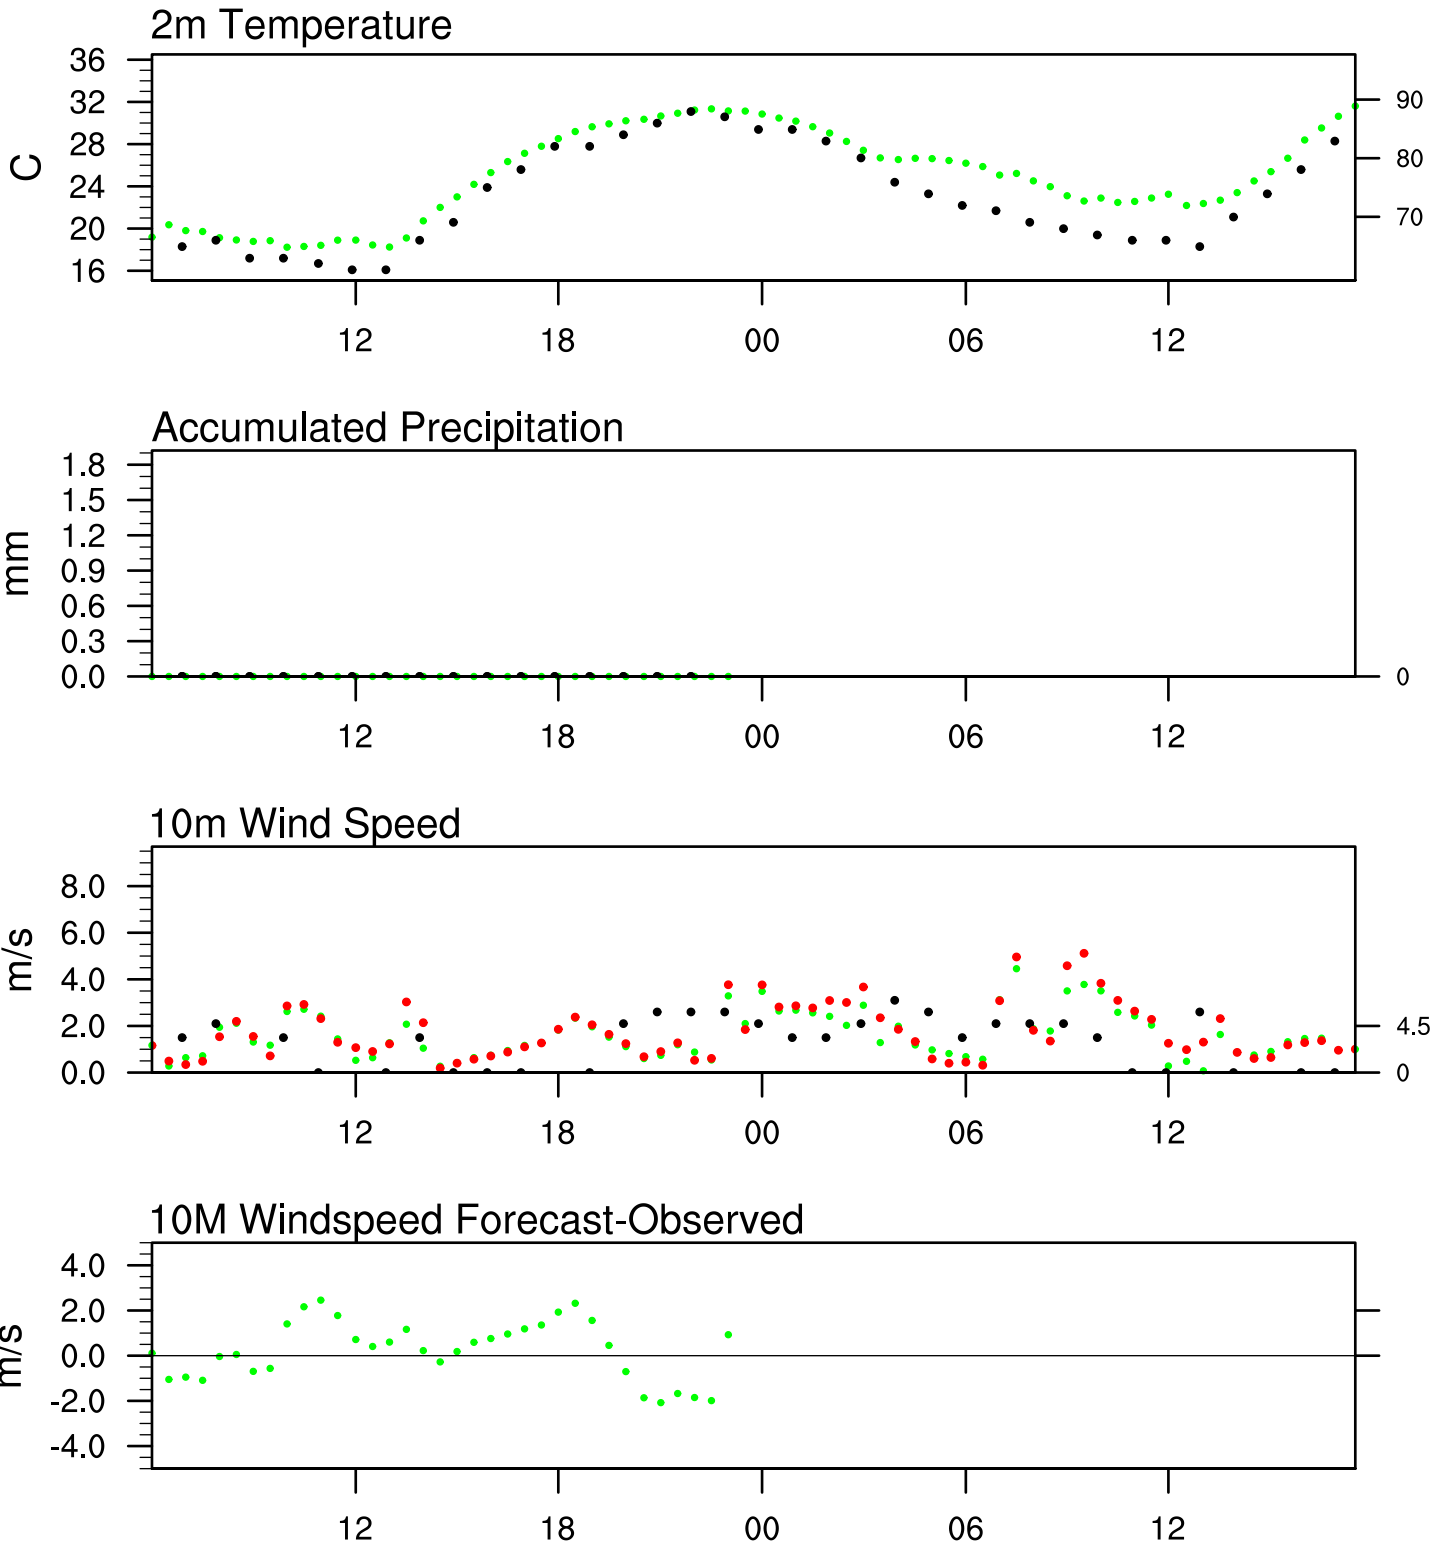 2m Temperature
36
32
28
24
20
16
C
90
80
70
12 18 00 06 12
Accumulated Precipitation
1.8
1.5
1.2
0.9
0.6
0.3
0.0
mm
0
12 18 00 06 12
10m Wind Speed
8.0
6.0
4.0
2.0
0.0
m/s
4.5
0
12 18 00 06 12
10M Windspeed Forecast-Observed
4.0
2.0
0.0
-2.0
-4.0
m/s
12 18 00 06 12